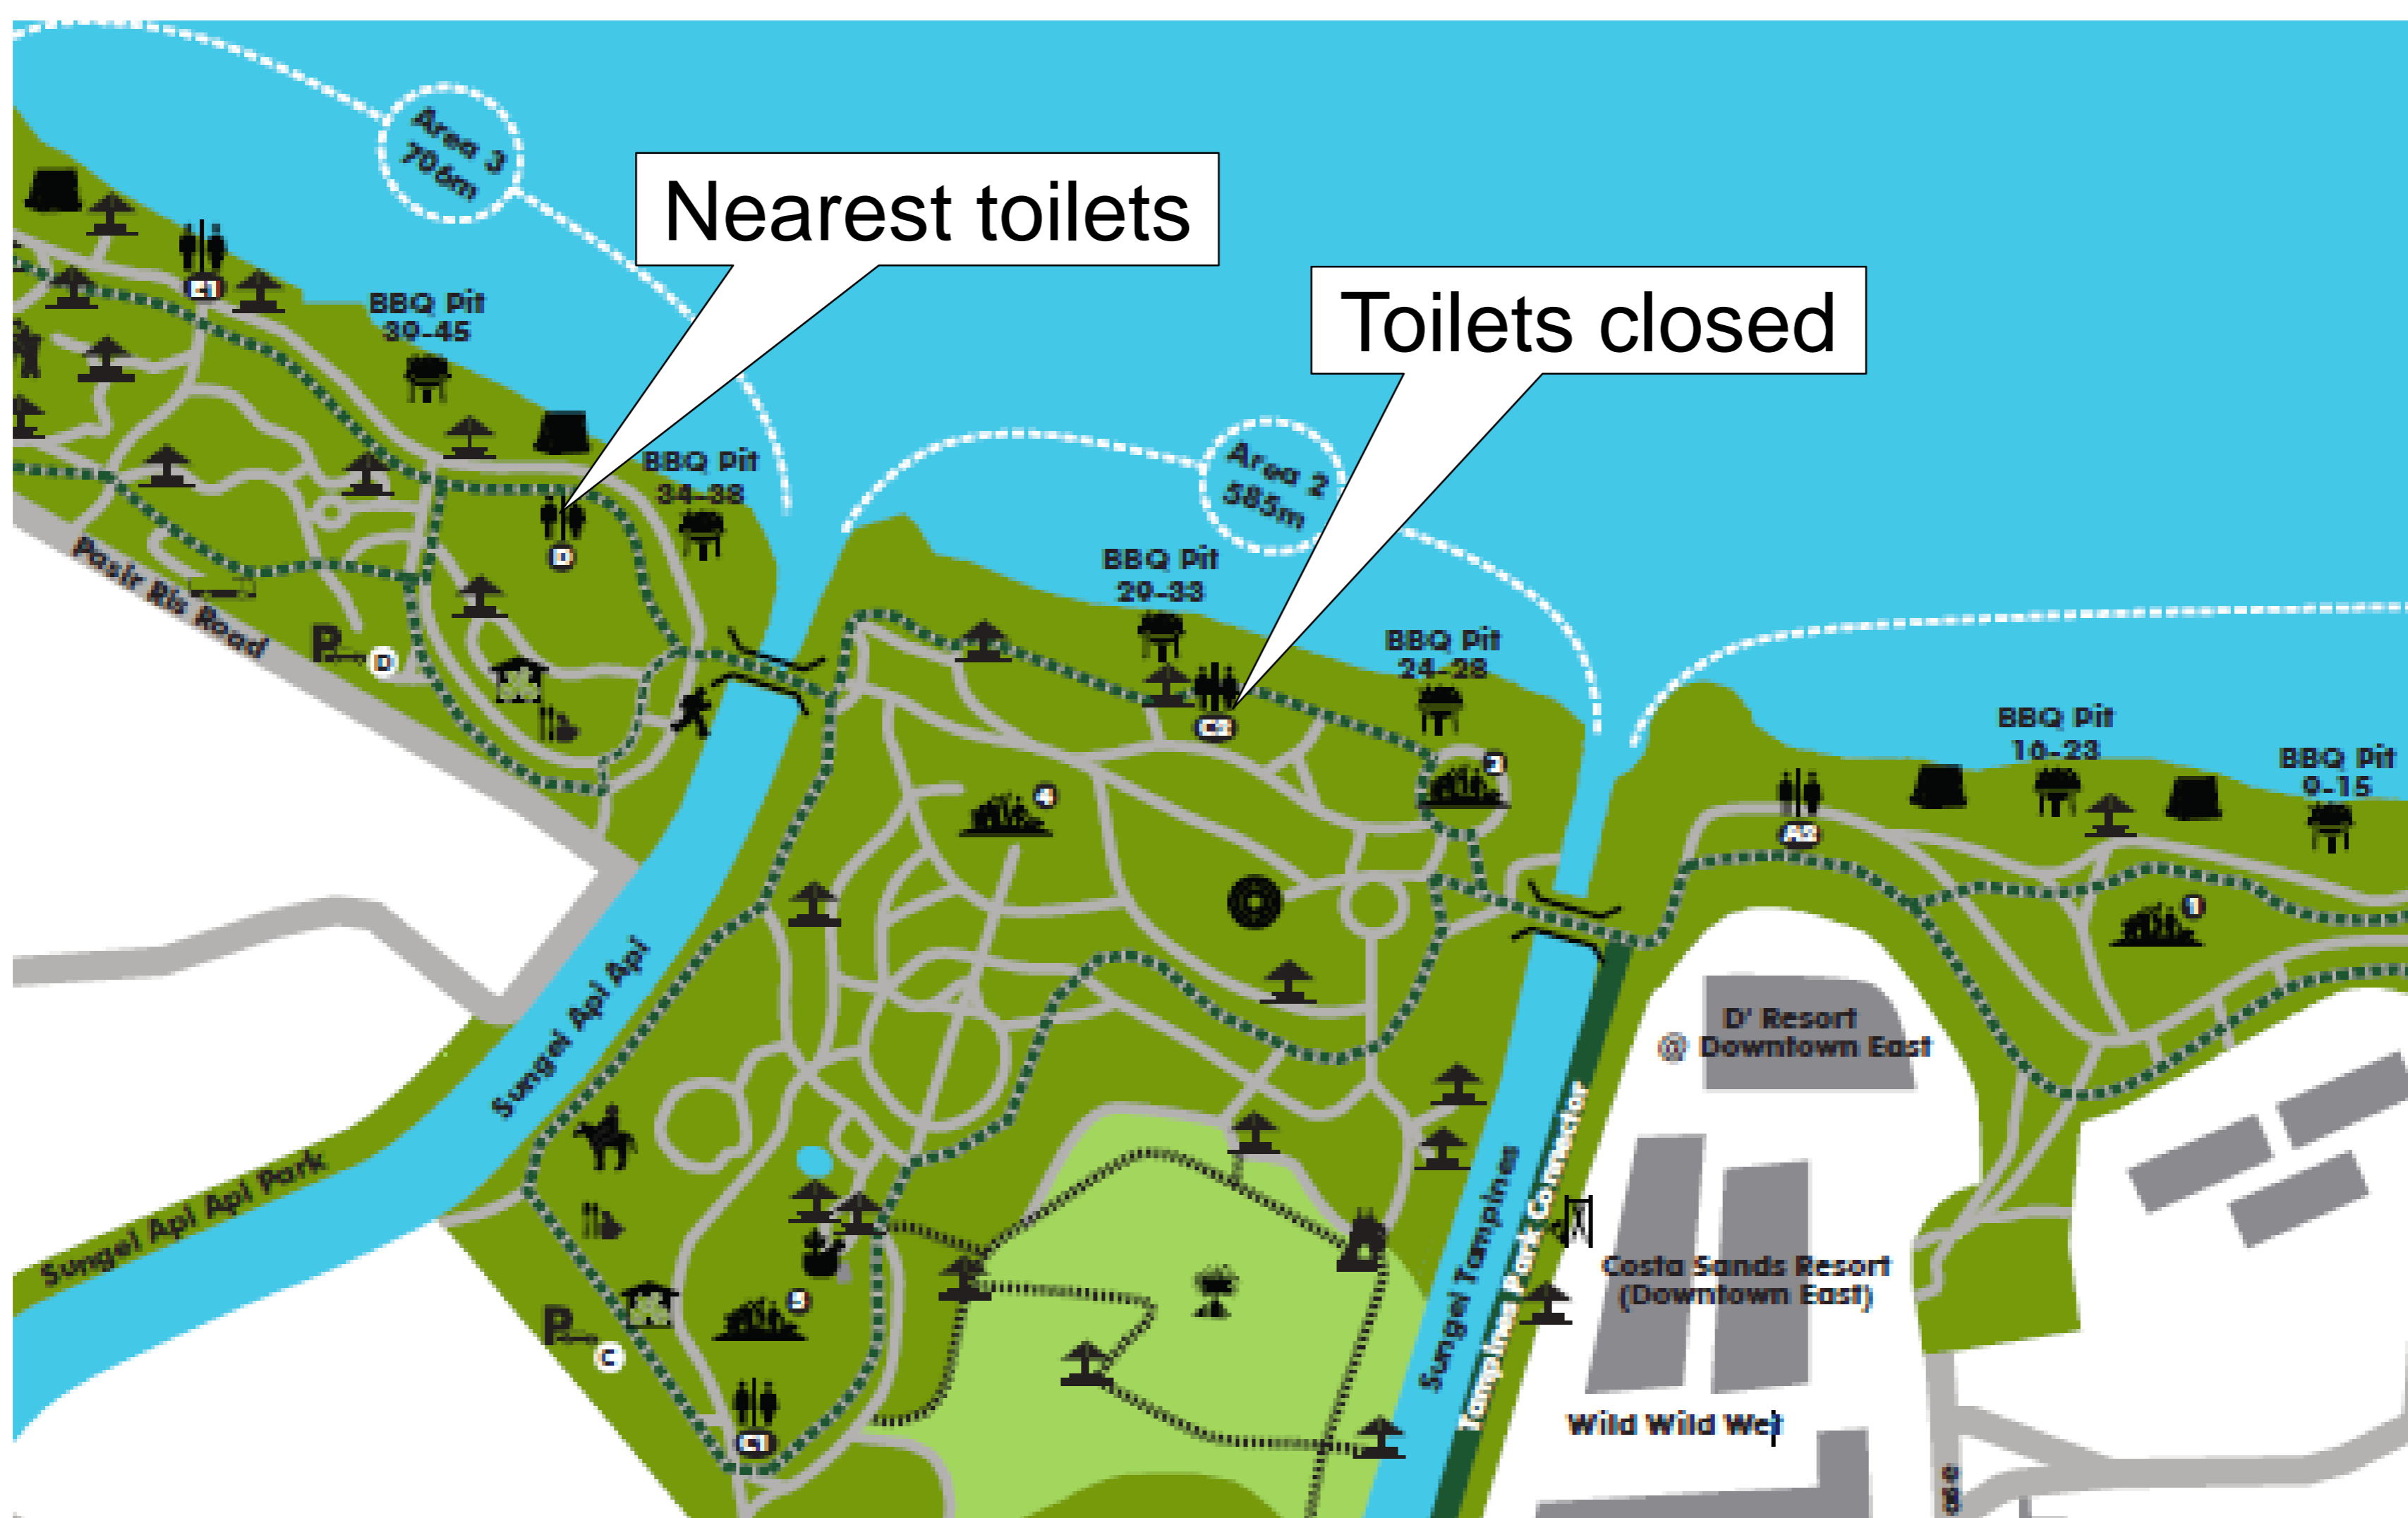 Area 3
706m
Nearest toilets
Toilets closed
BBQ Pit
39-45
BBQ Pit
34-38
Area 2
585m
BBQ Pit
29-33
BBQ Pit
24-28
BBQ Pit
16-23
BBQ Pit
9-15
D
Pasir Ris Road
P
D
3
4
A2
1
Sungei Api Api
Sungei Api Api Park
D' Resort
@ Downtown East
Sungei Tampines
Tampines Park Connector
Costa Sands Resort
(Downtown East)
Wild Wild Wet
5
P
C
C1